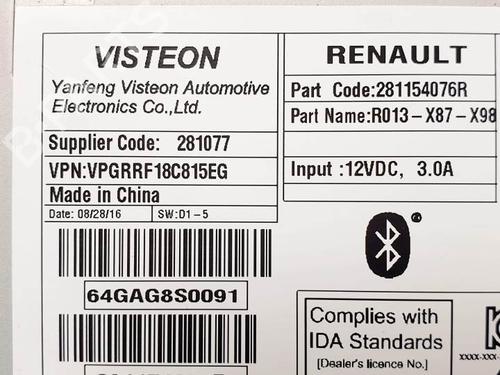 VISTEON
Yanfeng Visteon Automotive
Electronics Co.,Ltd.
Supplier Code: 281077
VPN:VPGRRF18C815EG
Made in China
Date: 08/28/16 SW:D1-5
64GAG8S0091
RENAULT
Part Code:281154076R
Part Name:R013-X87-X98
Input :12VDC, 3.0A
®
Complies with
IDA Standards
[Dealer's licence No.]